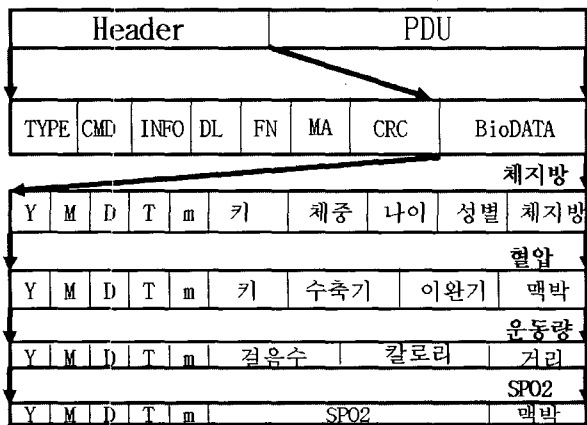 Header PDU
TYPE CMD INFO DL FN MA CRC BioDATA
체지방
Y M D T m 키 체중 나이 성별 체지방
혈압
Y M D T m 키 수축기 이완기 맥박
운동량
Y M D T m 걸음수 칼로리 거리
SPO2
Y M D T m SPO2 맥박